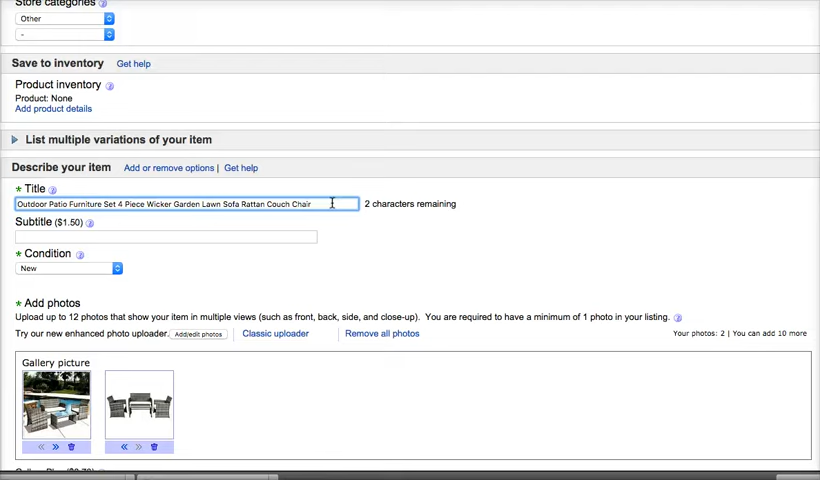 Store categories
Other
-
Save to inventory Get help
Product inventory
Product: None
Add product details
List multiple variations of your item
Describe your item Add or remove options | Get help
* Title
Outdoor Patio Furniture Set 4 Piece Wicker Garden Lawn Sofa Rattan Couch Chair 2 characters remaining
Subtitle ($1.50)
* Condition
New
* Add photos
Upload up to 12 photos that show your item in multiple views (such as front, back, side, and close-up). You are required to have a minimum of 1 photo in your listing.
Try our new enhanced photo uploader. Add/edit photos | Classic uploader | Remove all photos Your photos: 2 | You can add 10 more
Gallery picture